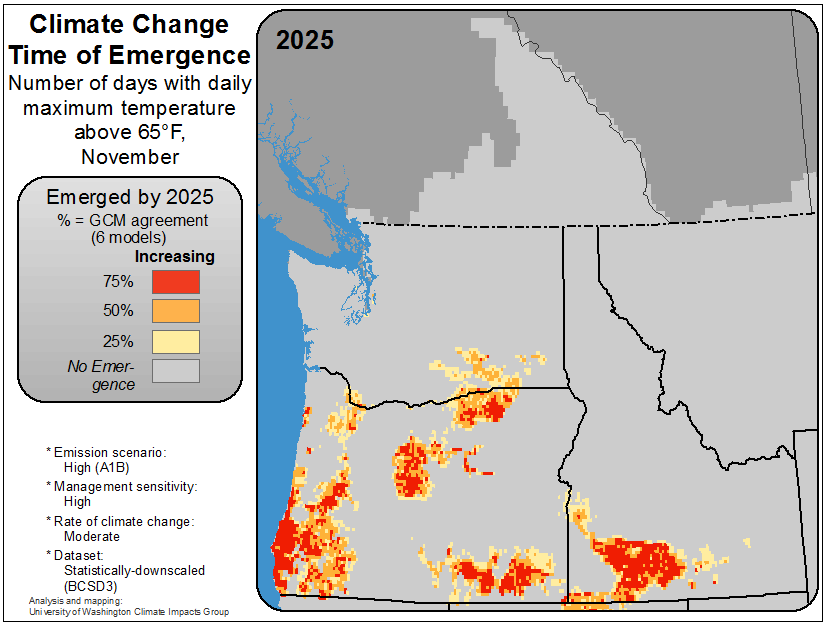 Climate Change
Time of Emergence
Number of days with daily
maximum temperature
above 65°F,
November
Emerged by 2025
% = GCM agreement
(6 models)
Increasing
75%
50%
25%
No Emer-
gence
* Emission scenario:
High (A1B)
* Management sensitivity:
High
* Rate of climate change:
Moderate
* Dataset:
Statistically-downscaled
(BCSD3)
Analysis and mapping:
University of Washington Climate Impacts Group
2025